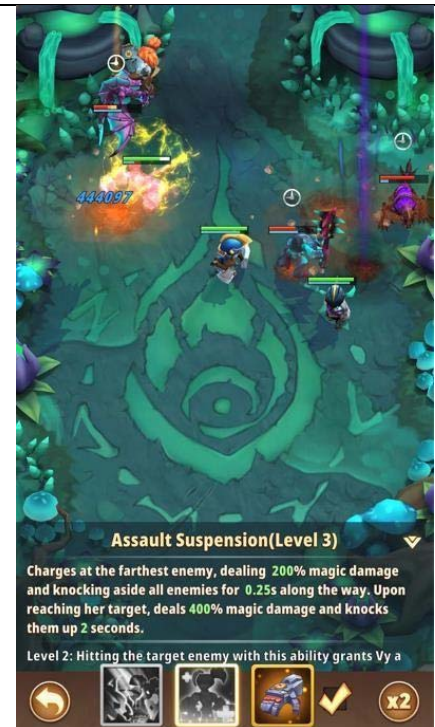 444097
Assault Suspension(Level 3)
Charges at the farthest enemy, dealing 200% magic damage
and knocking aside all enemies for 0.25s along the way. Upon
reaching her target, deals 400% magic damage and knocks
them up 2 seconds.
Level 2: Hitting the target enemy with this ability grants Vy a
x2